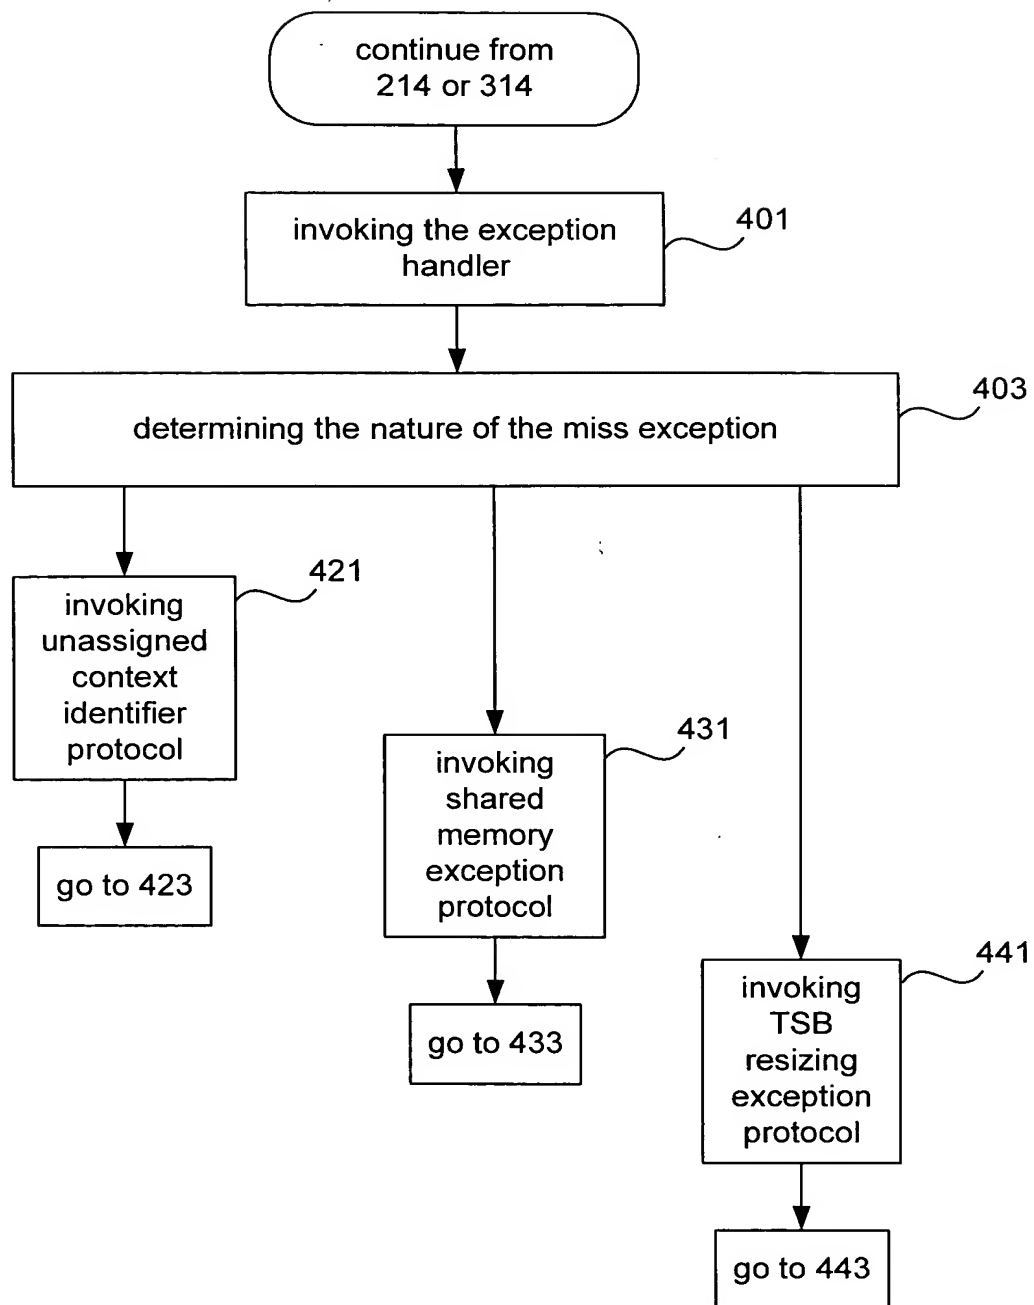 continue from
214 or 314
invoking the exception
handler
401
determining the nature of the miss exception
403
invoking
unassigned
context
identifier
protocol
421
go to 423
invoking
shared
memory
exception
protocol
431
go to 433
invoking
TSB
resizing
exception
protocol
441
go to 443